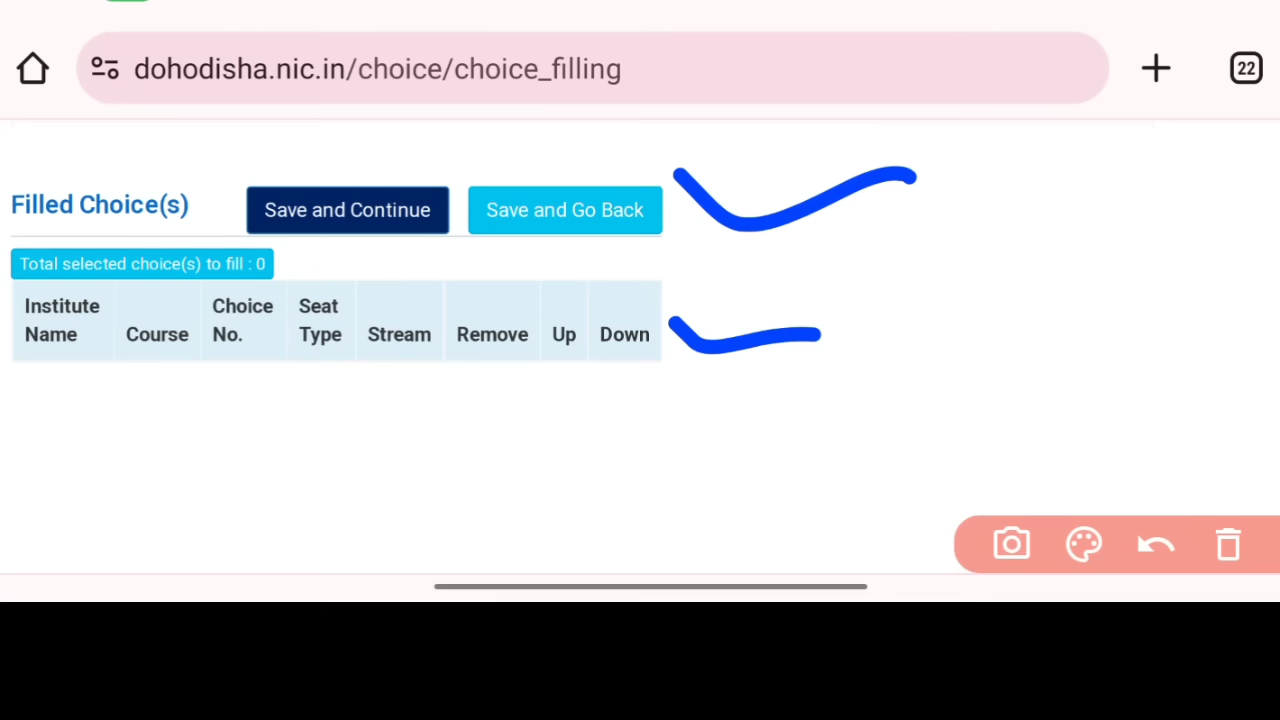 dohodisha.nic.in/choice/choice_filling
22
Filled Choice(s)
Save and Continue
Save and Go Back
Total selected choice(s) to fill : 0
Institute Name
Course
Choice No.
Seat Type
Stream
Remove
Up
Down